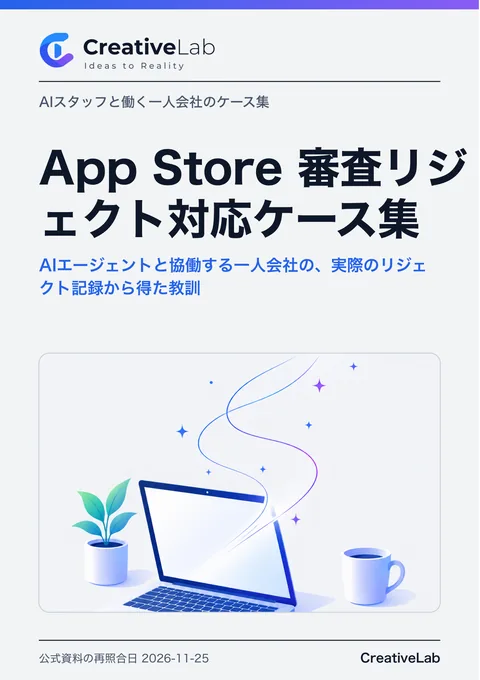 CreativeLab
Ideas to Reality
AIスタッフと働く一人会社のケース集
App Store 審査リジ
ェクト対応ケース集
AIエージェントと協働する一人会社の、実際のリジェ
クト記録から得た教訓
公式資料の再照合日 2026-11-25
CreativeLab